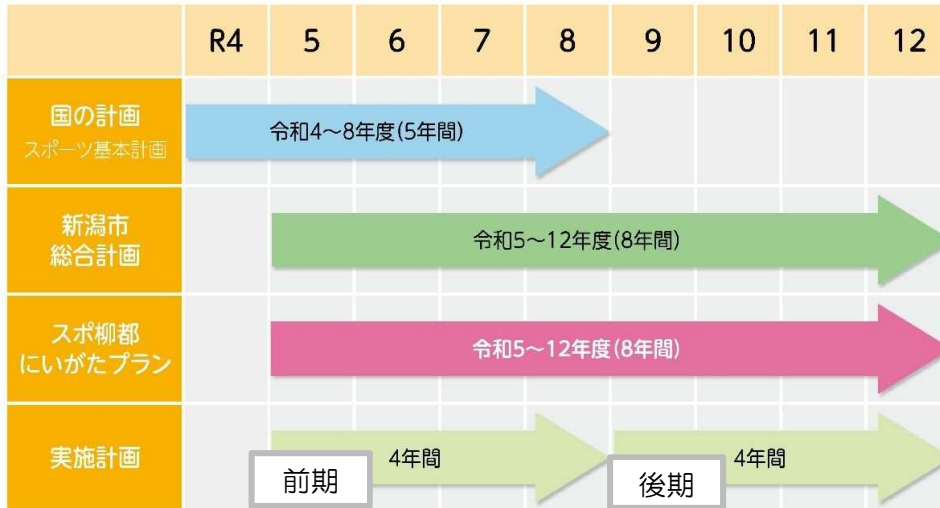 R4 5 6 7 8 9 10 11 12
国の計画
スポーツ基本計画
令和4～8年度(5年間)
新潟市
総合計画
令和5～12年度(8年間)
スポ柳都
にいがたプラン
令和5～12年度(8年間)
実施計画
前期
4年間
後期
4年間